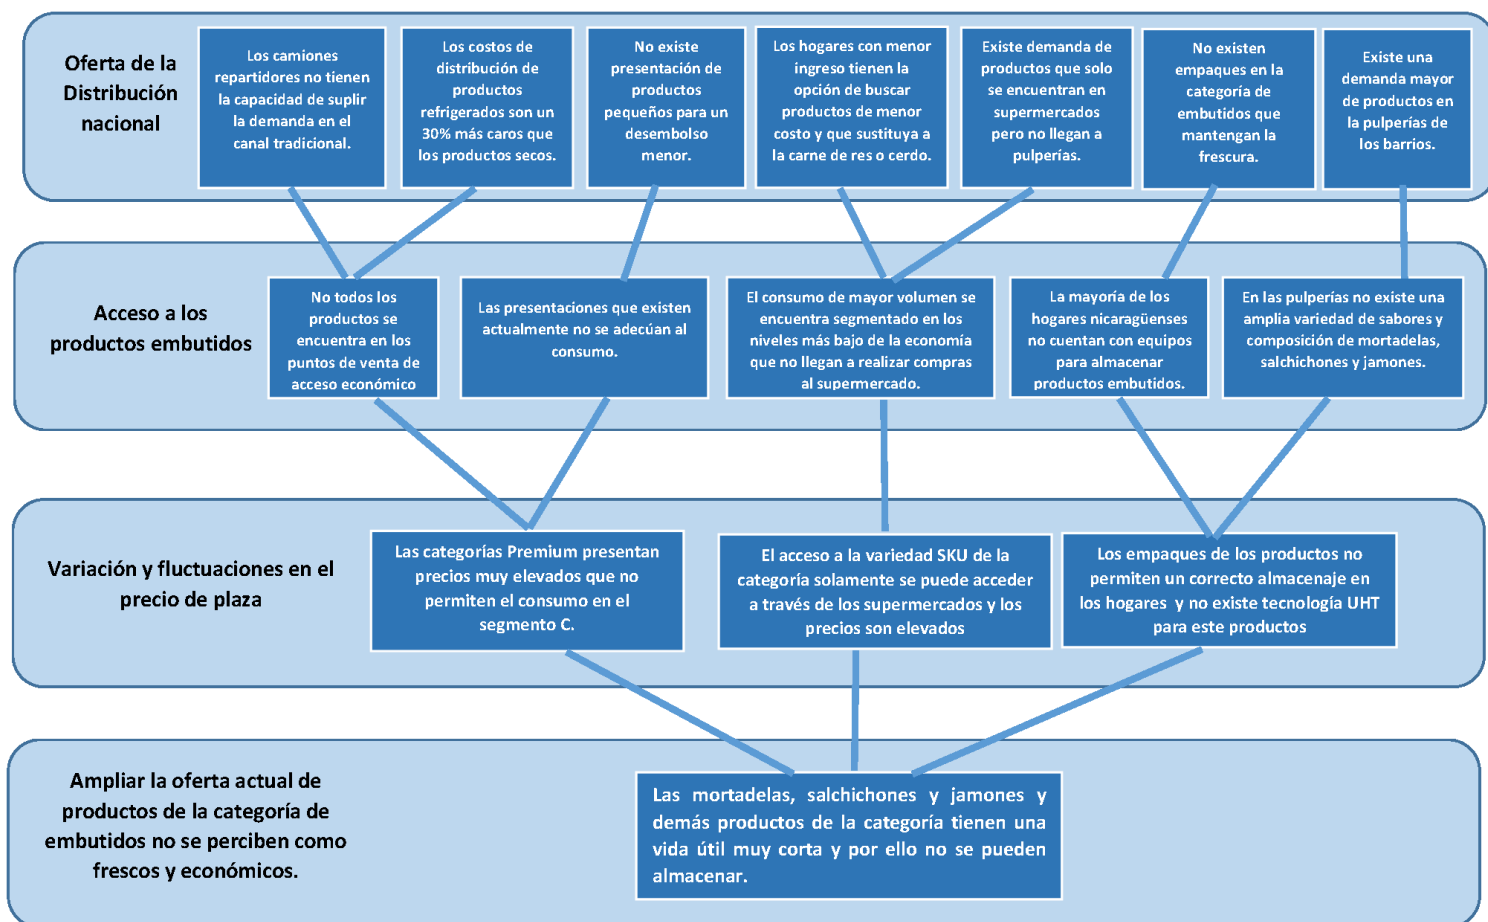 Oferta de la
Distribución
nacional
Los camiones
repartidores no tienen
la capacidad de suplir
la demanda en el
canal tradicional.
Los costos de
distribución de
productos
refrigerados son un
30% más caros que
los productos secos.
No existe
presentación de
productos
pequeños para un
desembolso
menor.
Los hogares con menor
ingreso tienen la
opción de buscar
productos de menor
costo y que sustituya a
la carne de res o cerdo.
Existe demanda de
productos que solo
se encuentran en
supermercados
pero no llegan a
pulperías.
No existen
empaques en la
categoría de
embutidos que
mantengan la
frescura.
Existe una
demanda mayor
de productos en
la pulperías de
los barrios.
Acceso a los
productos embutidos
No todos los
productos se
encuentra en los
puntos de venta de
acceso económico
Las presentaciones que existen
actualmente no se adecúan al
consumo.
El consumo de mayor volumen se
encuentra segmentado en los
niveles más bajo de la economía
que no llegan a realizar compras
al supermercado.
La mayoría de los
hogares nicaragüenses
no cuentan con equipos
para almacenar
productos embutidos.
En las pulperías no existe una
amplia variedad de sabores y
composición de mortadelas,
salchichones y jamones.
Variación y fluctuaciones en el
precio de plaza
Las categorías Premium presentan
precios muy elevados que no
permiten el consumo en el
segmento C.
El acceso a la variedad SKU de la
categoría solamente se puede acceder
a través de los supermercados y los
precios son elevados
Los empaques de los productos no
permiten un correcto almacenaje en
los hogares y no existe tecnología UHT
para este productos
Ampliar la oferta actual de
productos de la categoría de
embutidos no se perciben como
frescos y económicos.
Las mortadelas, salchichones y jamones y
demás productos de la categoría tienen una
vida útil muy corta y por ello no se pueden
almacenar.